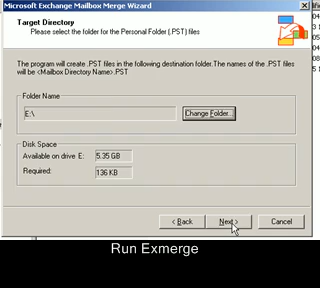 Microsoft Exchange Mailbox Merge Wizard
Target Directory
Please select the folder for the Personal Folder (.PST) files
The program will create .PST files in the following destination folder.The names of the .PST files
will be <Mailbox Directory Name>.PST
Folder Name
E:\
Change Folder...
Disk Space
Available on drive E:
5.35 GB
Required:
136 KB
< Back
Next >
Cancel
Run Exmerge